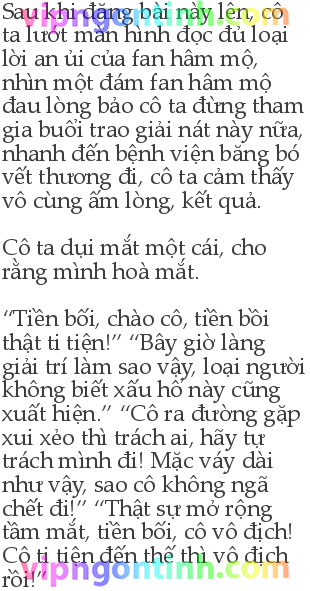 Sau khi đăng bài này lên, cô
ta lướt màn hình đọc đủ loại
lời an ủi của fan hâm mộ,
nhìn một đám fan hâm mộ
đau lòng bảo cô ta đừng tham
gia buổi trao giải nát này nữa,
nhanh đến bệnh viện băng bó
vết thương đi, cô ta cảm thấy
vô cùng ấm lòng, kết quả.
Cô ta dụi mắt một cái, cho
rằng mình hoà mắt.
“Tiền bối, chào cô, tiền bồi
thật ti tiện!” “Bây giờ làng
giải trí làm sao vậy, loại người
không biết xấu hổ này cũng
xuất hiện.” “Cô ra đường gặp
xui xẻo thì trách ai, hãy tự
trách mình đi! Mặc váy dài
như vậy, sao cô không ngã
chết đi!” “Thật sự mở rộng
tầm mắt, tiền bối, cô vô địch!
Cô ti tiện đến thế thì vô địch
rồi!”
vipngontinh.com
vipngontinh.com